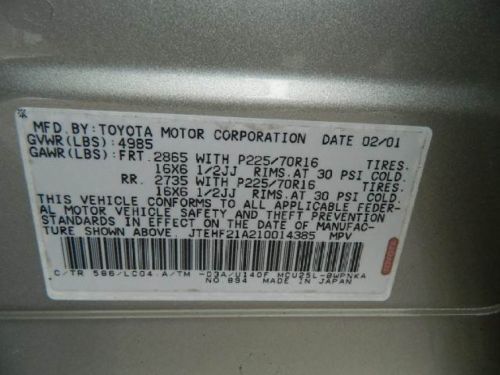 MFD.BY:TOYOTA MOTOR CORPORATION DATE 02/01
GVWR(LBS):4985
GAWR(LBS):FRT.2865 WITH P225/70R16 TIRES.
16X6 1/2JJ RIMS.AT 30 PSI COLD.
RR. 2735 WITH P225/70R16 TIRES.
16X6 1/2JJ RIMS.AT 30 PSI COLD.
THIS VEHICLE CONFORMS TO ALL APPLICABLE FEDER-
AL MOTOR VEHICLE SAFETY AND THEFT PREVENTION
STANDARDS IN EFFECT ON THE DATE OF MANUFAC-
TURE SHOWN ABOVE. JTEHF21A210014385 MPV
C/TR 586/LC04.A/TM -03A/U140F MCU25L-BWPNKA
NO 894 MADE IN JAPAN